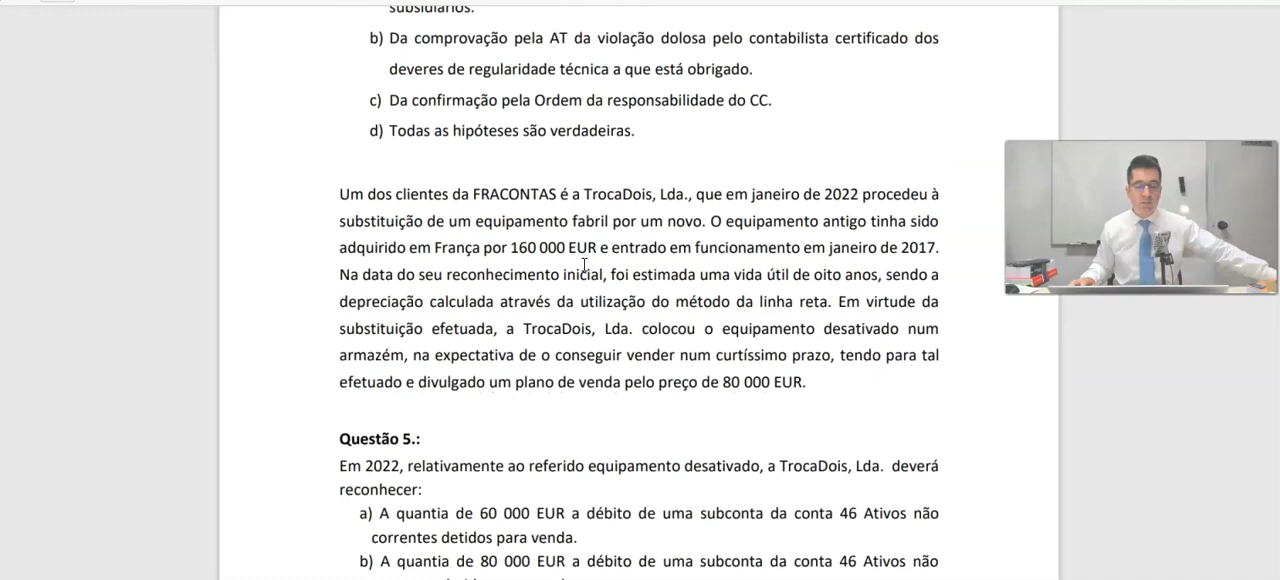 subsidiários.
b) Da comprovação pela AT da violação dolosa pelo contabilista certificado dos
deveres de regularidade técnica a que está obrigado.
c) Da confirmação pela Ordem da responsabilidade do CC.
d) Todas as hipóteses são verdadeiras.
Um dos clientes da FRACONTAS é a TrocaDois, Lda., que em janeiro de 2022 procedeu à
substituição de um equipamento fabril por um novo. O equipamento antigo tinha sido
adquirido em França por 160 000 EUR e entrado em funcionamento em janeiro de 2017.
Na data do seu reconhecimento inicial, foi estimada uma vida útil de oito anos, sendo a
depreciação calculada através da utilização do método da linha reta. Em virtude da
substituição efetuada, a TrocaDois, Lda. colocou o equipamento desativado num
armazém, na expectativa de o conseguir vender num curtíssimo prazo, tendo para tal
efetuado e divulgado um plano de venda pelo preço de 80 000 EUR.
Questão 5.:
Em 2022, relativamente ao referido equipamento desativado, a TrocaDois, Lda. deverá
reconhecer:
a) A quantia de 60 000 EUR a débito de uma subconta da conta 46 Ativos não
correntes detidos para venda.
b) A quantia de 80 000 EUR a débito de uma subconta da conta 46 Ativos não